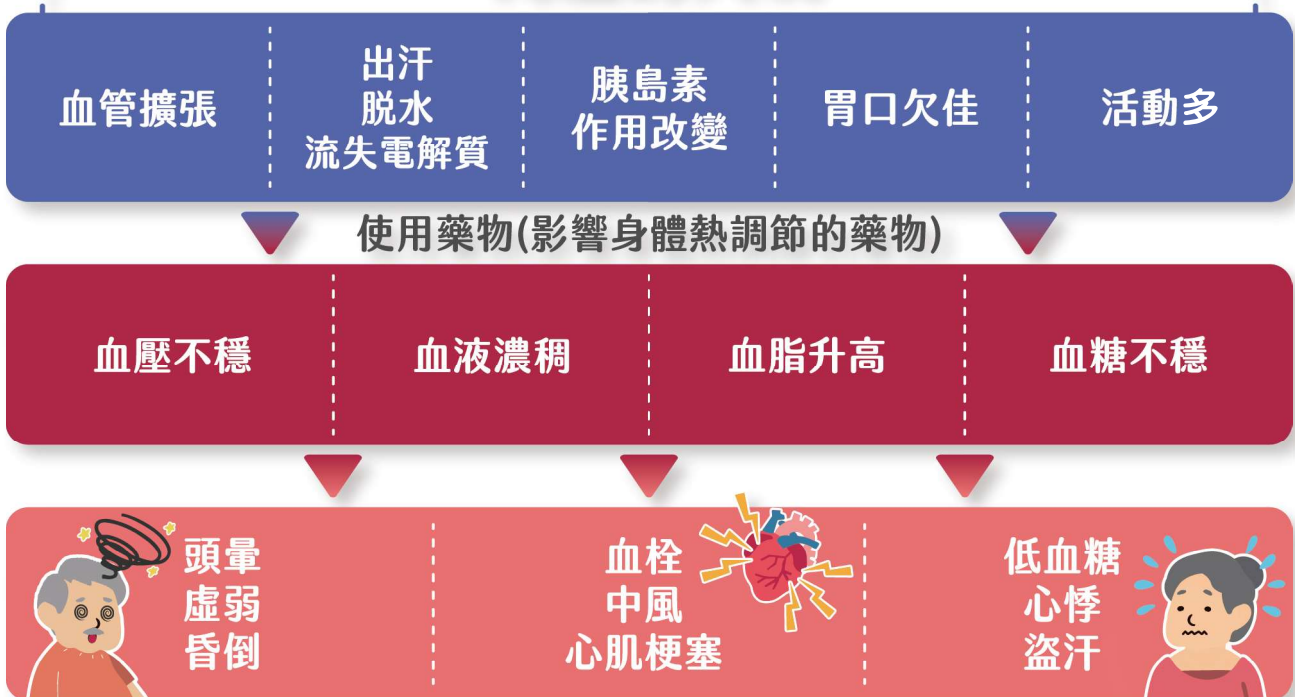 血管擴張
出汗
脱水
流失電解質
胰島素
作用改變
胃口欠佳
活動多
使用藥物(影響身體熱調節的藥物)
血壓不穩
血液濃稠
血脂升高
血糖不穩
頭暈
虛弱
昏倒
血栓
中風
心肌梗塞
低血糖
心悸
盜汗